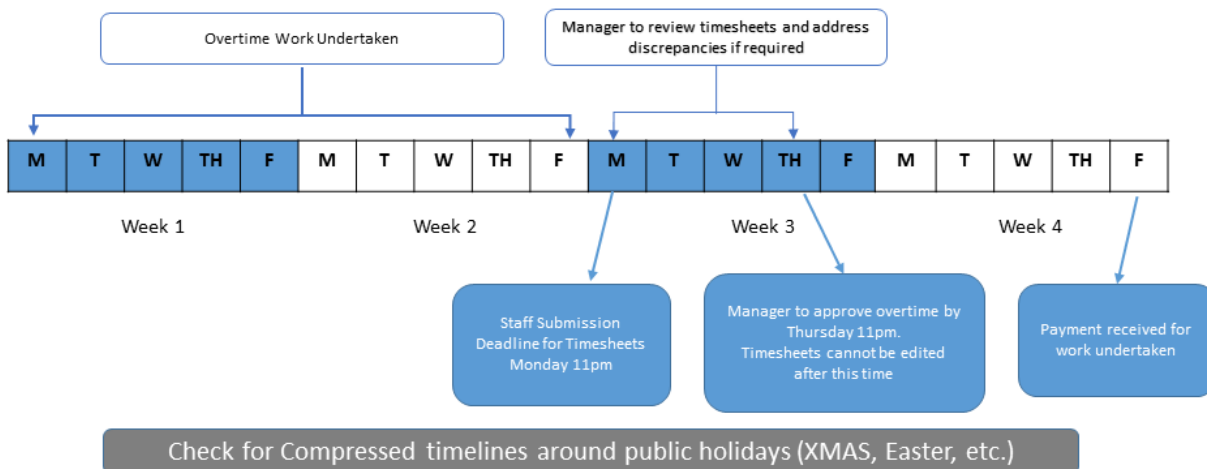 Overtime Work Undertaken
Manager to review timesheets and address
discrepancies if required
M T W TH F M T W TH F M T W TH F M T W TH F
Week 1 Week 2 Week 3 Week 4
Staff Submission
Deadline for Timesheets
Monday 11pm
Manager to approve overtime by
Thursday 11pm.
Timesheets cannot be edited
after this time
Payment received for
work undertaken
Check for Compressed timelines around public holidays (XMAS, Easter, etc.)